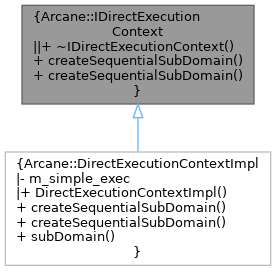 {Arcane::IDirectExecution
Context
||+ ~IDirectExecutionContext()
+ createSequentialSubDomain()
+ createSequentialSubDomain()
}
{Arcane::DirectExecutionContextImpl
|- m_simple_exec
|+ DirectExecutionContextImpl()
+ createSequentialSubDomain()
+ createSequentialSubDomain()
+ subDomain()
}